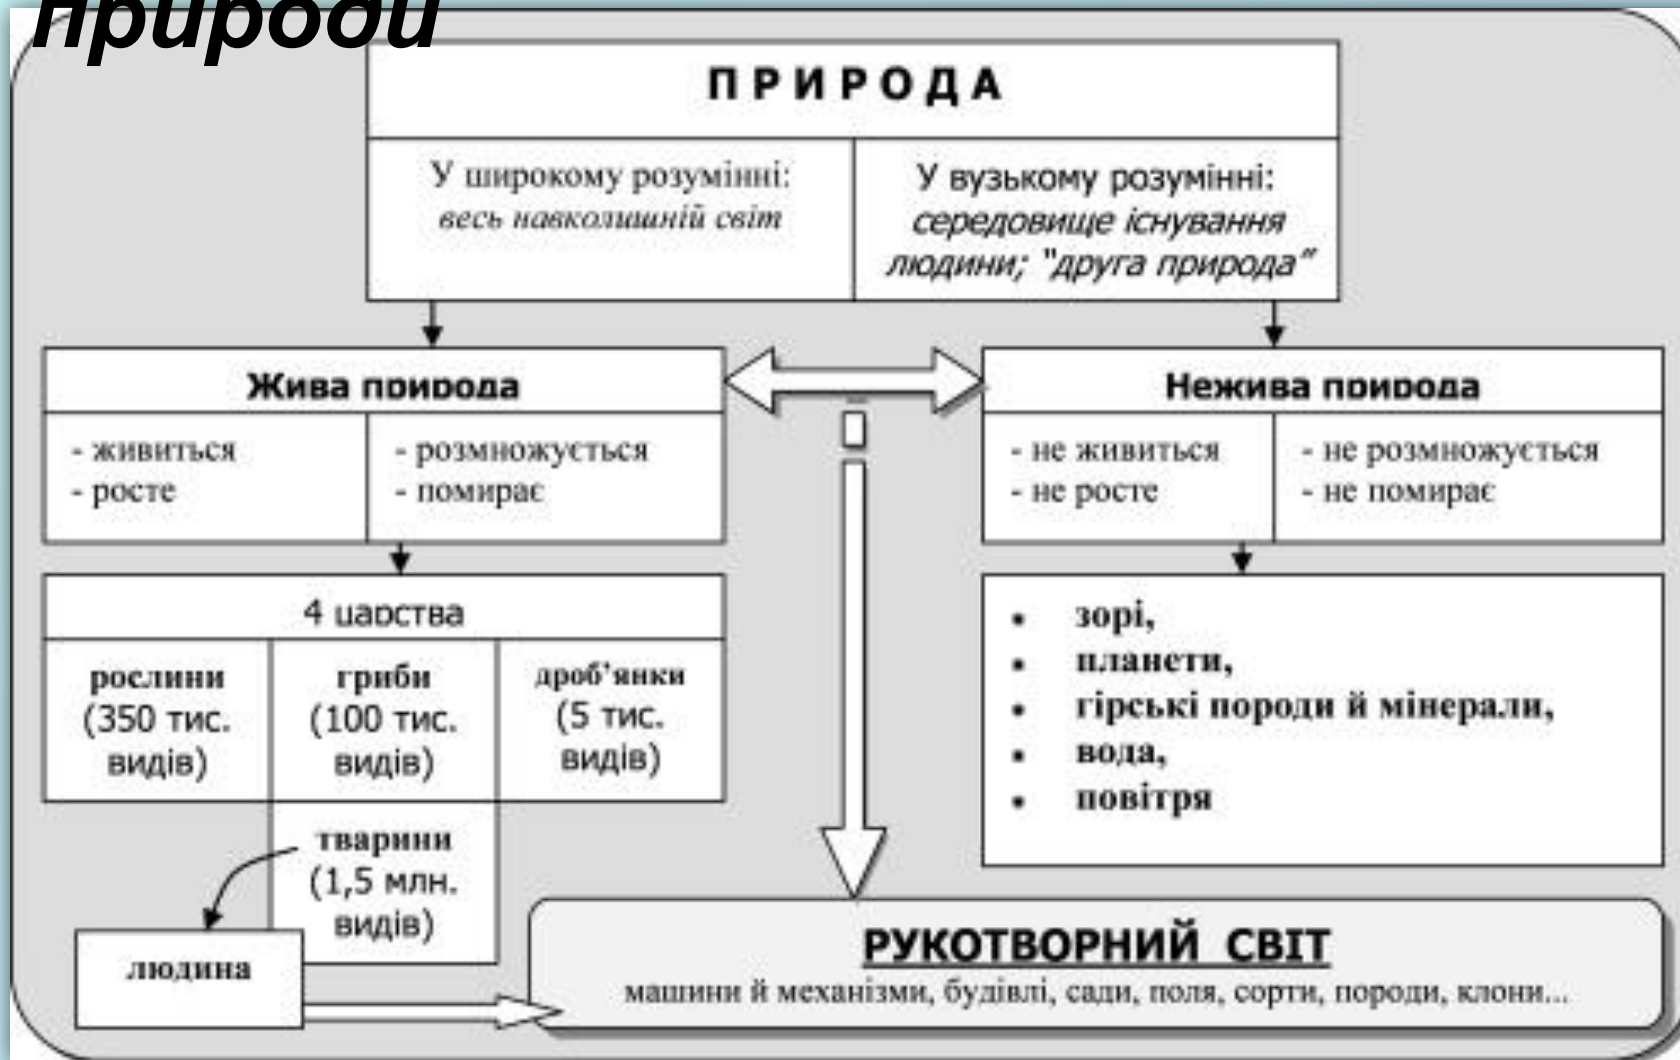 природи
ПРИРОДА
У широкому розумінні:
весь навколишній світ
У вузькому розумінні:
середовище існування
людини; “друга природа”
Жива природа
- живиться
- росте
- розмножується
- помирає
Нежива природа
- не живиться
- не росте
- не розмножується
- не помирає
4 царства
рослини
(350 тис.
видів)
гриби
(100 тис.
видів)
дроб’янки
(5 тис.
видів)
тварини
(1,5 млн.
видів)
людина
• зорі,
• планети,
• гірські породи й мінерали,
• вода,
• повітря
РУКОТВОРНИЙ СВІТ
машини й механізми, будівлі, сади, поля, сорти, породи, клони...